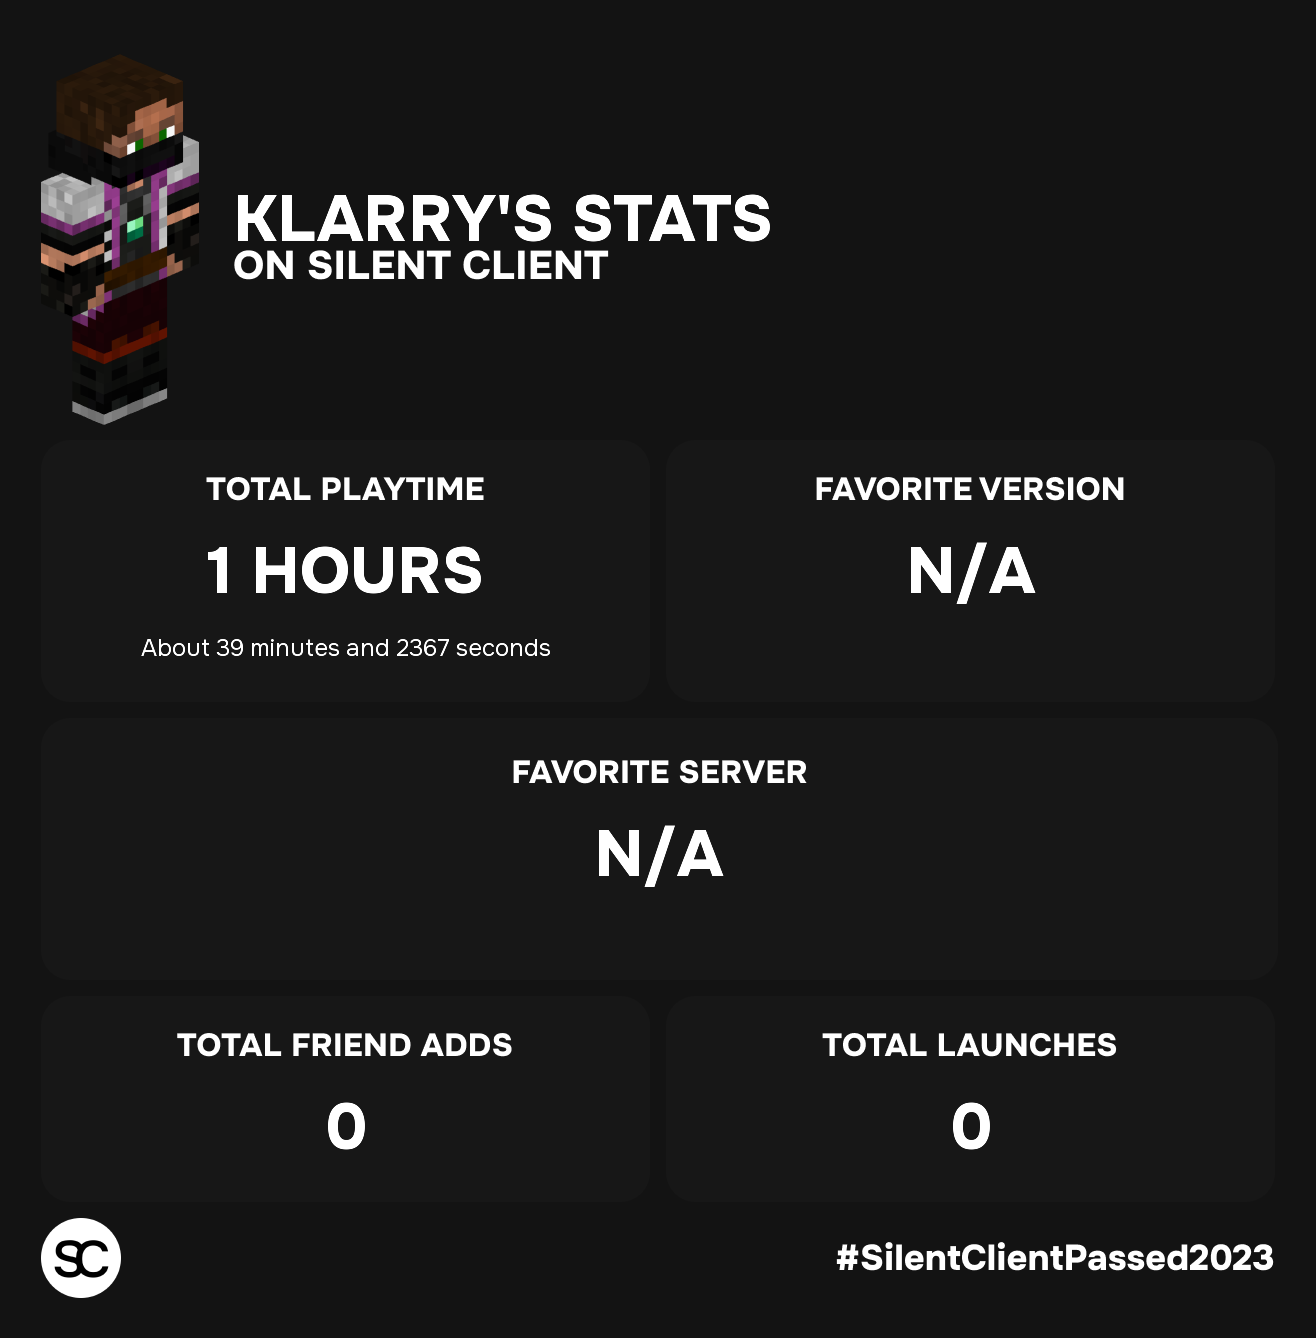 KLARRY'S STATS
ON SILENT CLIENT
TOTAL PLAYTIME
1 HOURS
About 39 minutes and 2367 seconds
FAVORITE VERSION
N/A
FAVORITE SERVER
N/A
TOTAL FRIEND ADDS
0
TOTAL LAUNCHES
0
SC
#SilentClientPassed2023